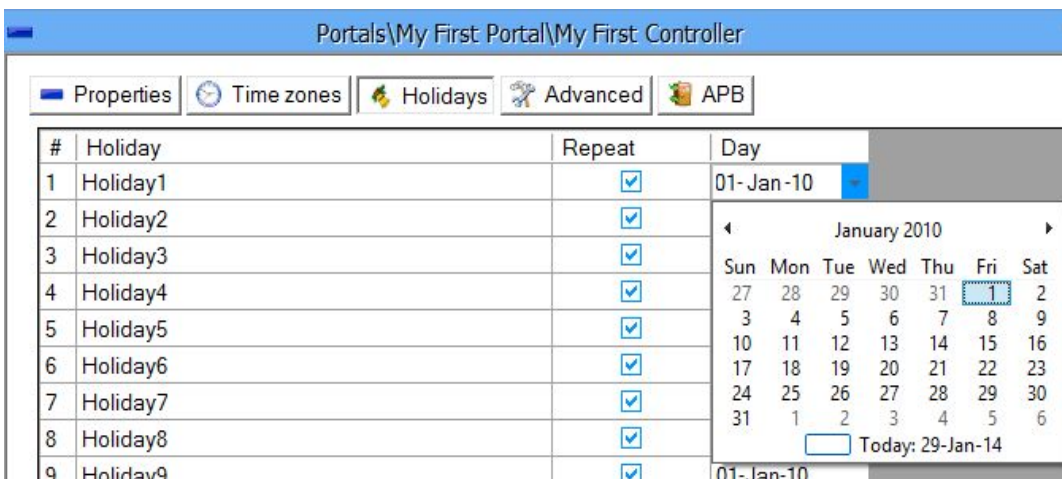 Portals\My First Portal\My First Controller
Properties Time zones Holidays Advanced APB
# Holiday Repeat Day
1 Holiday1 01-Jan-10
2 Holiday2
3 Holiday3
4 Holiday4
5 Holiday5
6 Holiday6
7 Holiday7
8 Holiday8
9 Holiday9 01-Jan-10
January 2010
Sun Mon Tue Wed Thu Fri Sat
27 28 29 30 31 1 2
3 4 5 6 7 8 9
10 11 12 13 14 15 16
17 18 19 20 21 22 23
24 25 26 27 28 29 30
31 1 2 3 4 5 6
Today: 29-Jan-14